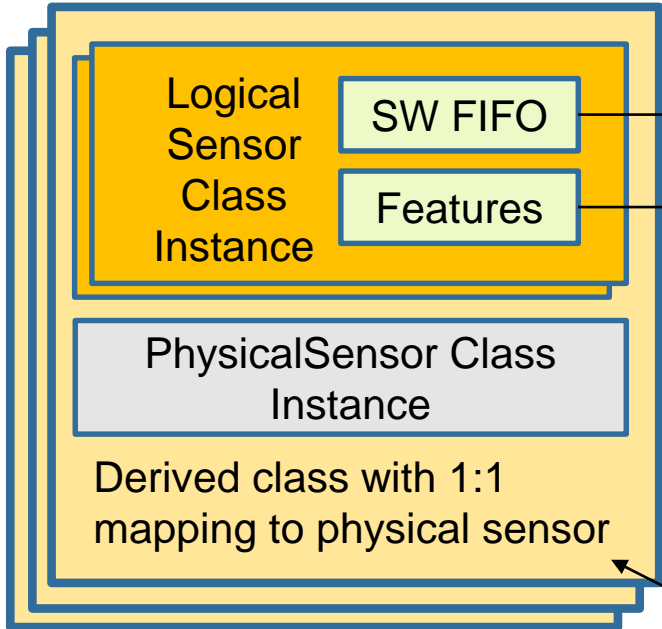 Logical
Sensor
Class
Instance
SW FIFO
Features
PhysicalSensor Class
Instance
Derived class with 1:1
mapping to physical sensor